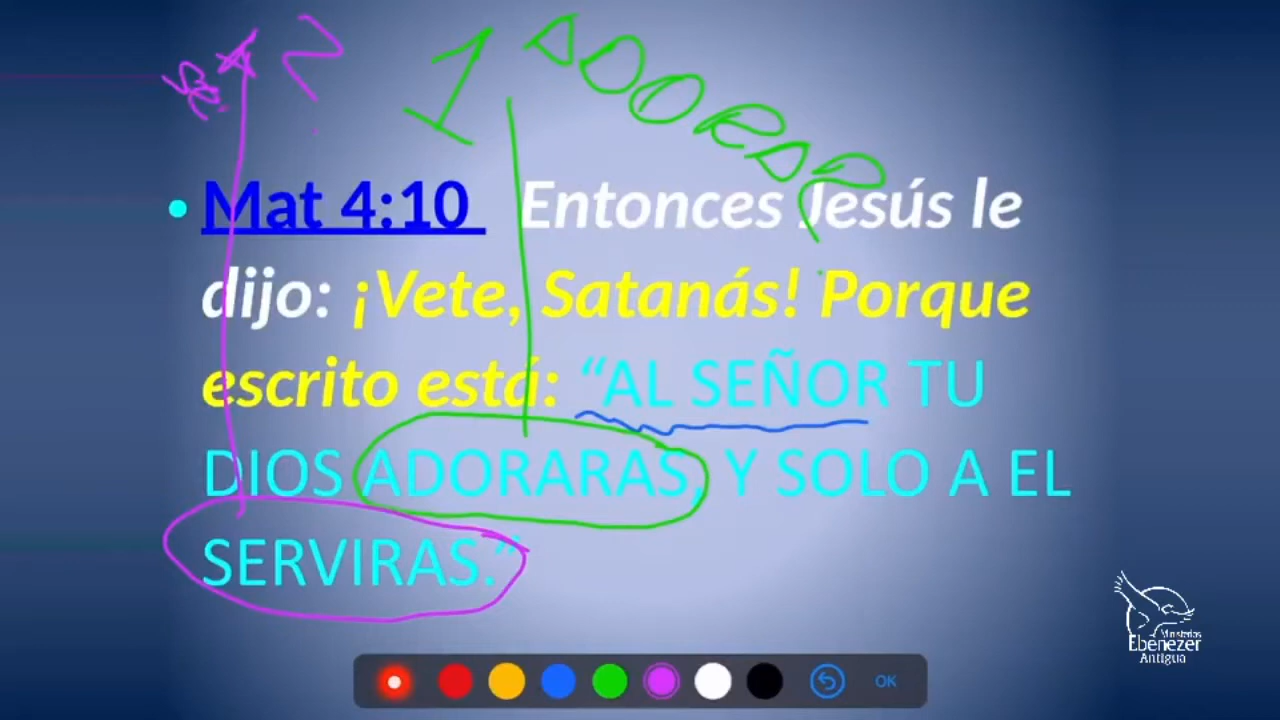 2 1 ADORAR
• Mat 4:10 Entonces Jesús le
dijo: ¡Vete, Satanás! Porque
escrito está: “AL SEÑOR TU
DIOS ADORARAS, Y SOLO A EL
SERVIRAS.”
Ministerios
Ebenezer
Antigua
OK